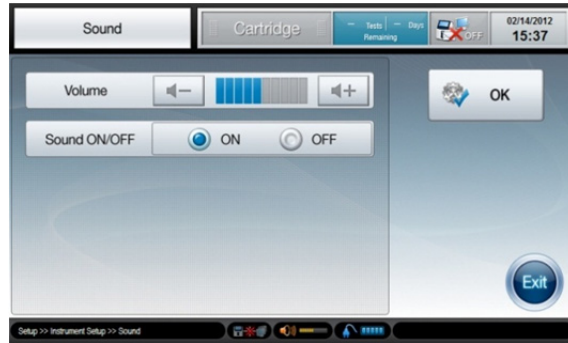 Sound
Cartridge
Tests Days
Remaining
OFF
02/14/2012
15:37
Volume
OK
Sound ON/OFF
ON
OFF
Exit
Setup >> Instrument Setup >> Sound